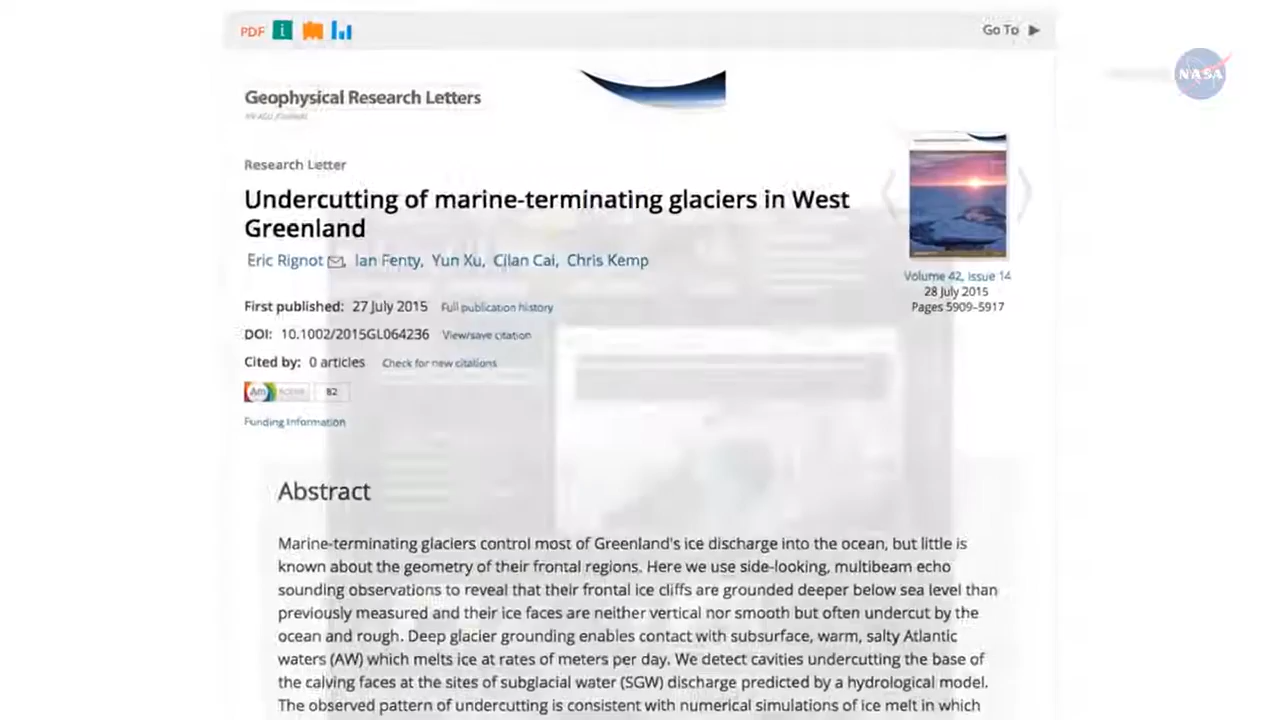 PDF
Go To
NASA
Geophysical Research Letters
AN AGU JOURNAL
Research Letter
Undercutting of marine-terminating glaciers in West
Greenland
Eric Rignot, Ian Fenty, Yun Xu, Cilan Cai, Chris Kemp
Volume 42, Issue 14
28 July 2015
Pages 5909–5917
First published: 27 July 2015 Full publication history
DOI: 10.1002/2015GL064236 View/save citation
Cited by: 0 articles Check for new citations
Am Score 82
Funding Information
Abstract
Marine-terminating glaciers control most of Greenland's ice discharge into the ocean, but little is
known about the geometry of their frontal regions. Here we use side-looking, multibeam echo
sounding observations to reveal that their frontal ice cliffs are grounded deeper below sea level than
previously measured and their ice faces are neither vertical nor smooth but often undercut by the
ocean and rough. Deep glacier grounding enables contact with subsurface, warm, salty Atlantic
waters (AW) which melts ice at rates of meters per day. We detect cavities undercutting the base of
the calving faces at the sites of subglacial water (SGW) discharge predicted by a hydrological model.
The observed pattern of undercutting is consistent with numerical simulations of ice melt in which